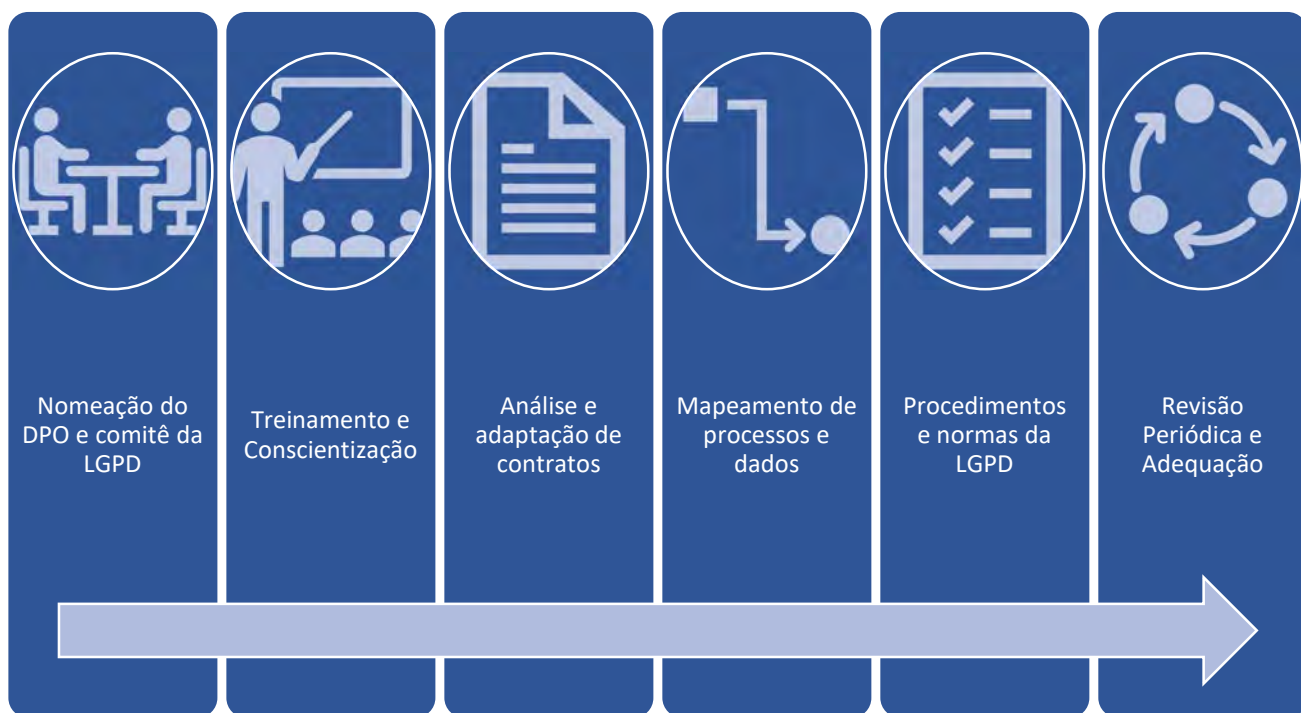 Nomeação do
DPO e comitê da
LGPD
Treinamento e
Conscientização
Análise e
adaptação de
contratos
Mapeamento de
processos e
dados
Procedimentos
e normas da
LGPD
Revisão
Periódica e
Adequação